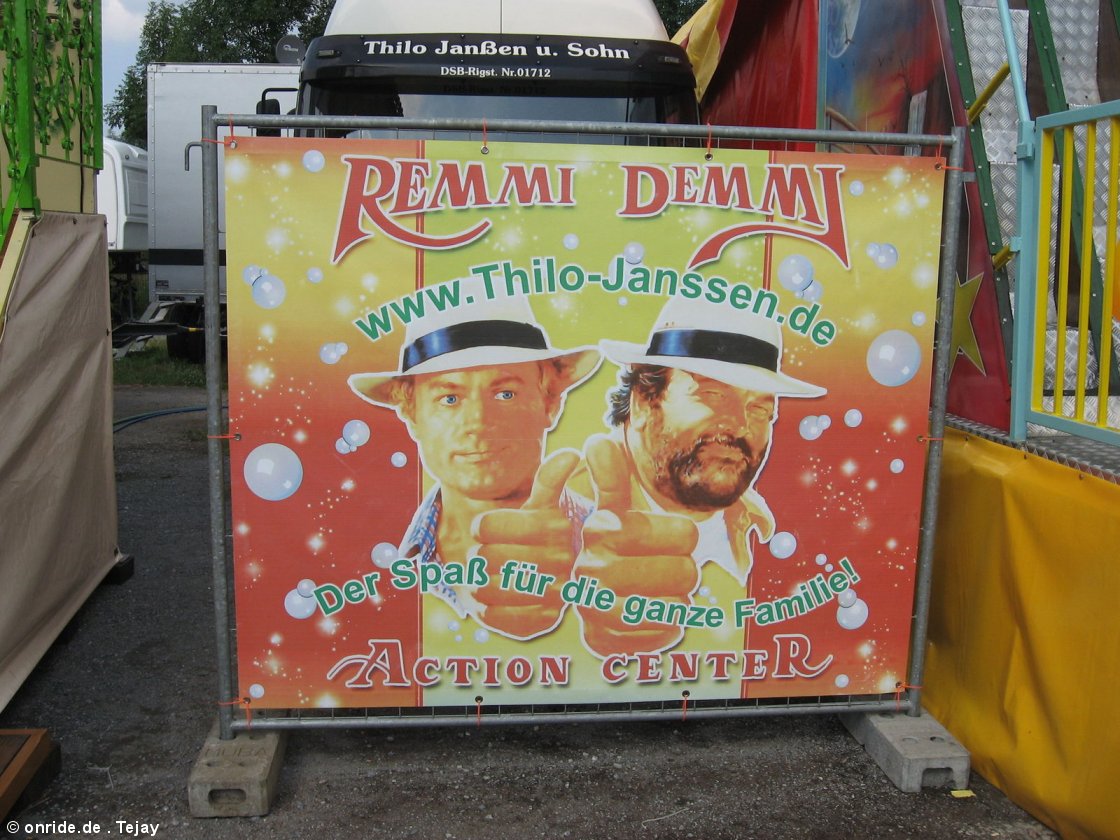 Thilo Janßen u. Sohn
DSB-Rigst. Nr.01712
REMMI DEMMI
www.Thilo-Janssen.de
Der Spaß für die ganze Familie!
ACTION CENTER
© onride.de . Tejay